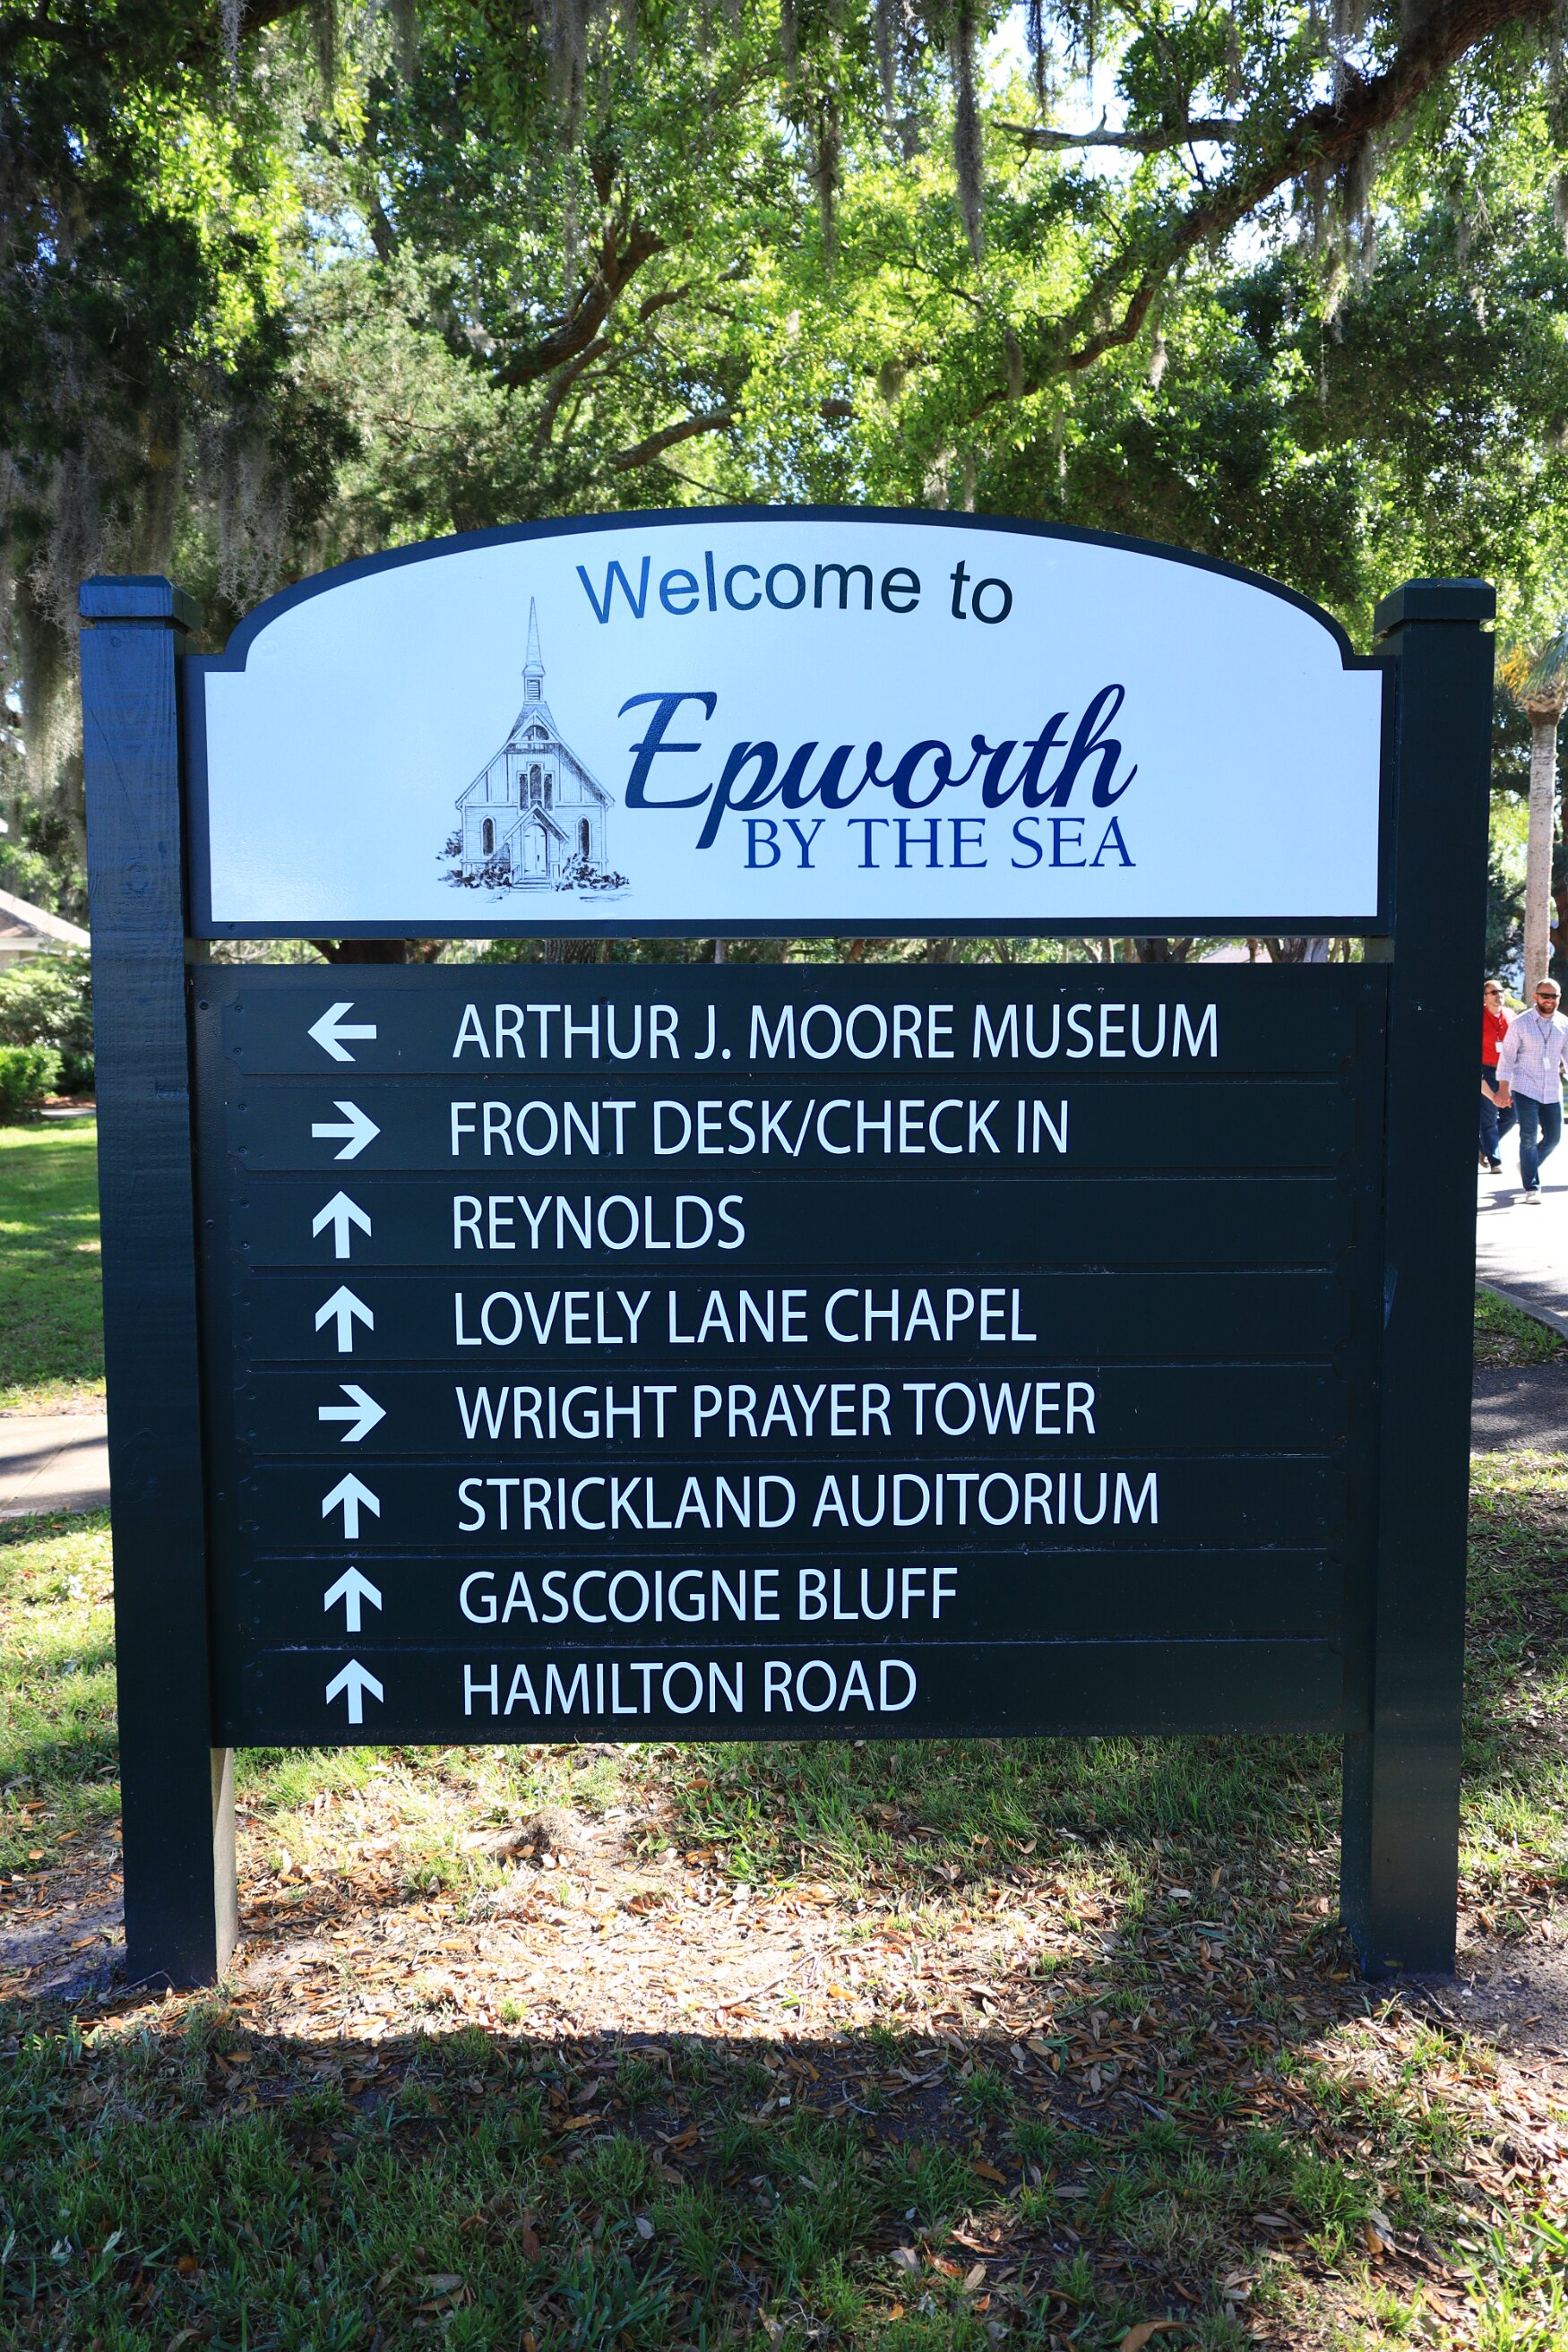 Welcome to
Epworth
BY THE SEA
← ARTHUR J. MOORE MUSEUM
→ FRONT DESK/CHECK IN
↑ REYNOLDS
↑ LOVELY LANE CHAPEL
→ WRIGHT PRAYER TOWER
↑ STRICKLAND AUDITORIUM
↑ GASCOIGNE BLUFF
↑ HAMILTON ROAD